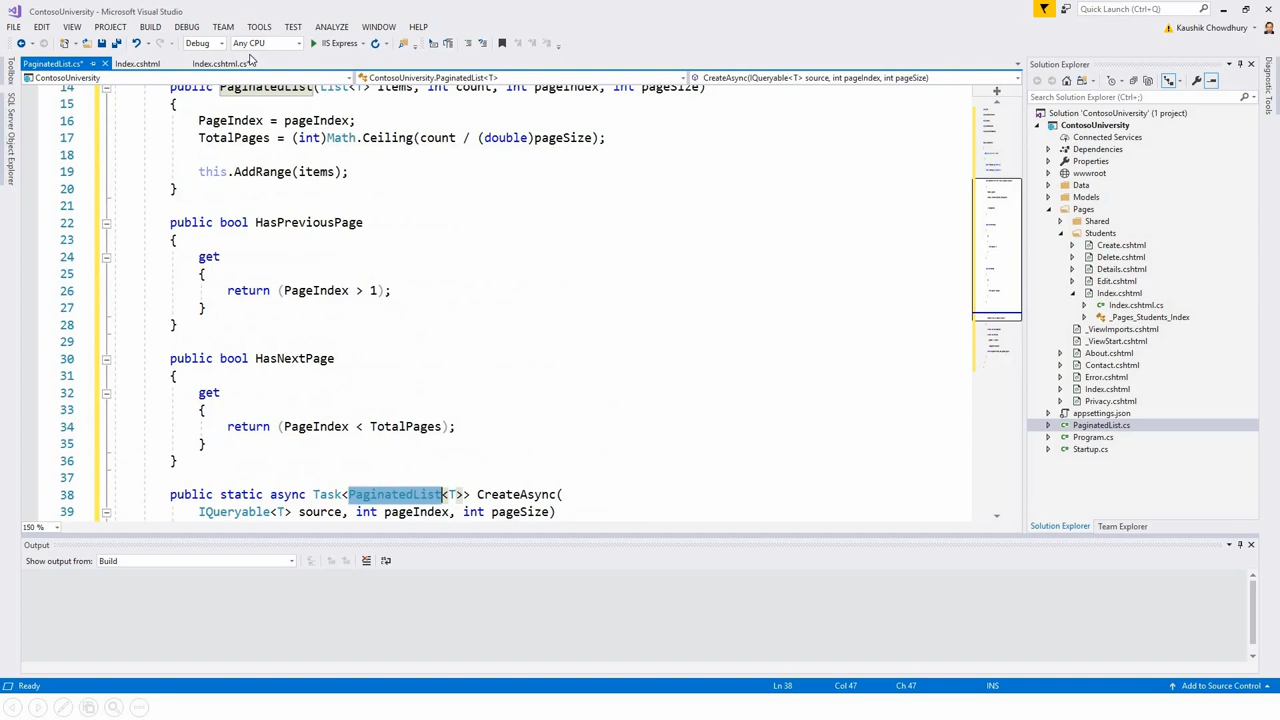 ContosoUniversity - Microsoft Visual Studio
Quick Launch (Ctrl+Q)
FILE EDIT VIEW PROJECT BUILD DEBUG TEAM TOOLS TEST ANALYZE WINDOW HELP
Kaushik Chowdhury
Debug Any CPU IIS Express
PaginatedList.cs* Index.cshtml Index.cshtml.cs
ContosoUniversity ContosoUniversity.PaginatedList<T> CreateAsync(IQueryable<T> source, int pageIndex, int pageSize)
14 public PaginatedList(List<T> items, int count, int pageIndex, int pageSize)
15 {
16 PageIndex = pageIndex;
17 TotalPages = (int)Math.Ceiling(count / (double)pageSize);
18
19 this.AddRange(items);
20 }
21
22 public bool HasPreviousPage
23 {
24 get
25 {
26 return (PageIndex > 1);
27 }
28 }
29
30 public bool HasNextPage
31 {
32 get
33 {
34 return (PageIndex < TotalPages);
35 }
36 }
37
38 public static async Task<PaginatedList<T>> CreateAsync(
39 IQueryable<T> source, int pageIndex, int pageSize)
150 %
Toolbox
SQL Server Object Explorer
Solution Explorer
Search Solution Explorer (Ctrl+;)
Solution 'ContosoUniversity' (1 project)
ContosoUniversity
Connected Services
Dependencies
Properties
wwwroot
Data
Models
Pages
Shared
Students
Create.cshtml
Delete.cshtml
Details.cshtml
Edit.cshtml
Index.cshtml
Index.cshtml.cs
_Pages_Students_Index
_ViewImports.cshtml
_ViewStart.cshtml
About.cshtml
Contact.cshtml
Error.cshtml
Index.cshtml
Privacy.cshtml
appsettings.json
PaginatedList.cs
Program.cs
Startup.cs
Solution Explorer Team Explorer
Diagnostic Tools
Output
Show output from: Build
Ready Ln 38 Col 47 Ch 47 INS Add to Source Control